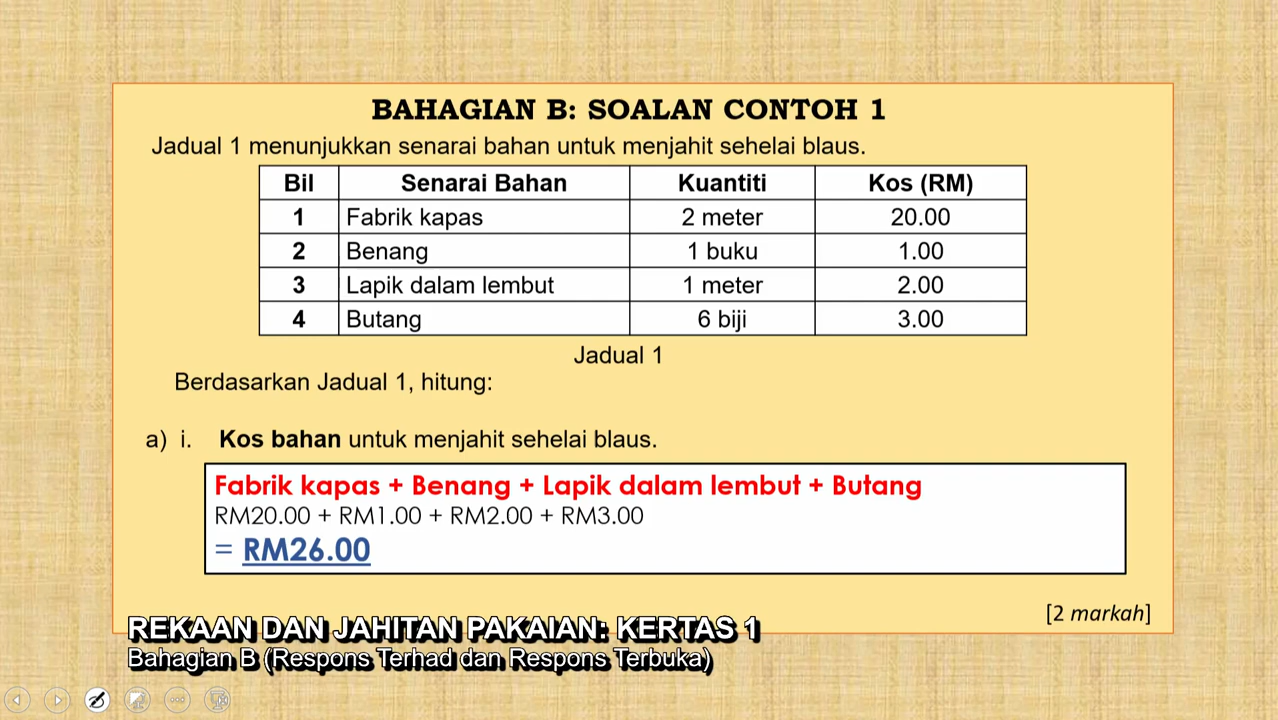 BAHAGIAN B: SOALAN CONTOH 1
Jadual 1 menunjukkan senarai bahan untuk menjahit sehelai blaus.
Bil Senarai Bahan Kuantiti Kos (RM)
1 Fabrik kapas 2 meter 20.00
2 Benang 1 buku 1.00
3 Lapik dalam lembut 1 meter 2.00
4 Butang 6 biji 3.00
Jadual 1
Berdasarkan Jadual 1, hitung:
a) i. Kos bahan untuk menjahit sehelai blaus.
Fabrik kapas + Benang + Lapik dalam lembut + Butang
RM20.00 + RM1.00 + RM2.00 + RM3.00
= RM26.00
[2 markah]
REKAAN DAN JAHITAN PAKAIAN: KERTAS 1
Bahagian B (Respons Terhad dan Respons Terbuka)